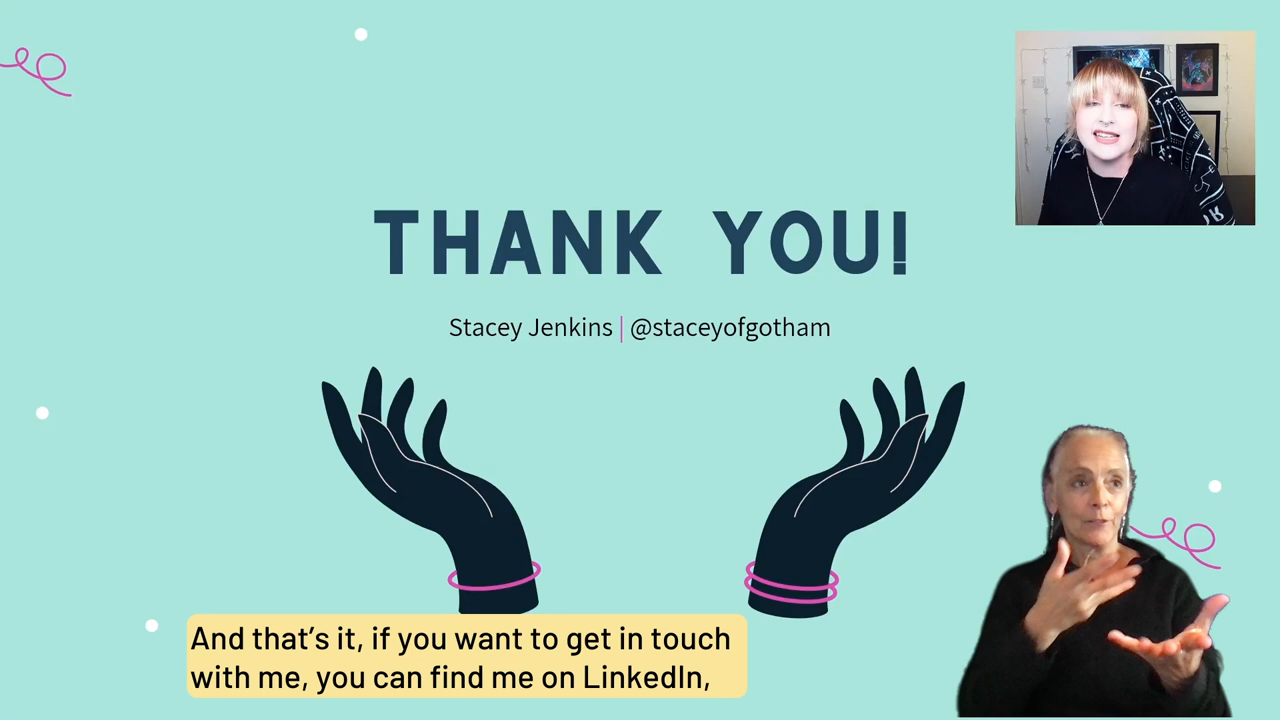 THANK YOU!
Stacey Jenkins | @staceyofgotham
And that’s it, if you want to get in touch
with me, you can find me on LinkedIn,